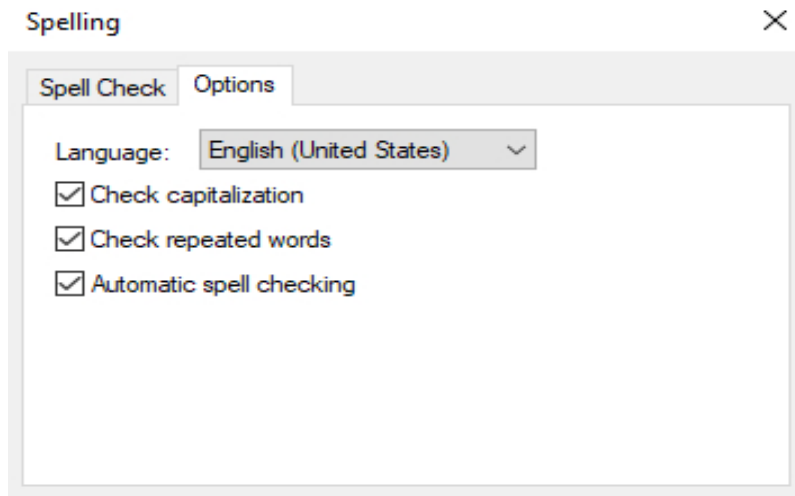 Spelling
Spell Check Options
Language: English (United States)
Check capitalization
Check repeated words
Automatic spell checking